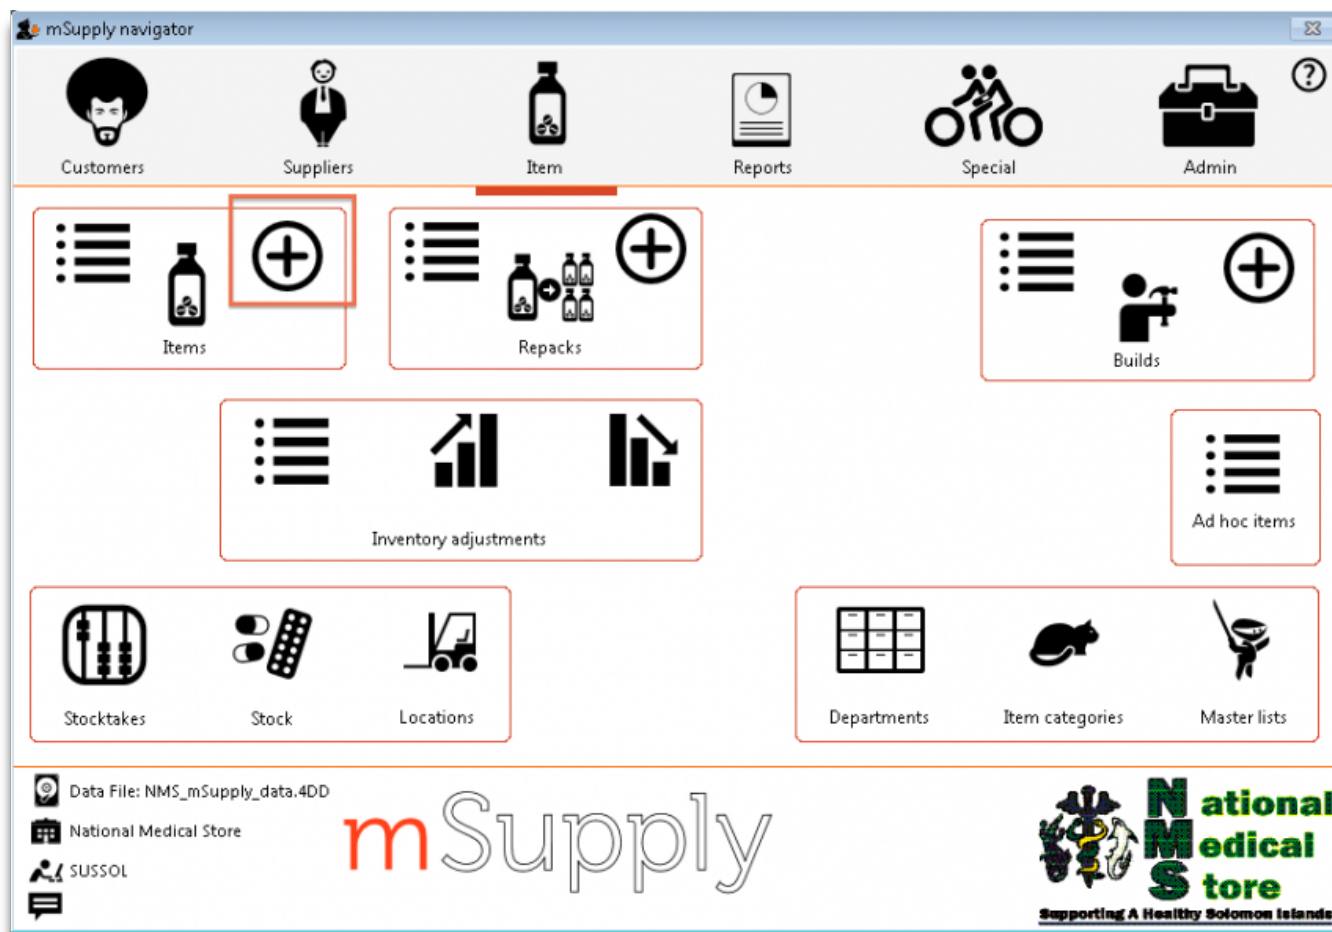 mSupply navigator
Customers
Suppliers
Item
Reports
Special
Admin
?
Items
Repacks
Builds
Inventory adjustments
Ad hoc items
Stocktakes
Stock
Locations
Departments
Item categories
Master lists
Data File: NMS_mSupply_data.4DD
National Medical Store
SUSSOL
mSupply
National
Medical
Store
Supporting A Healthy Solomon Islands